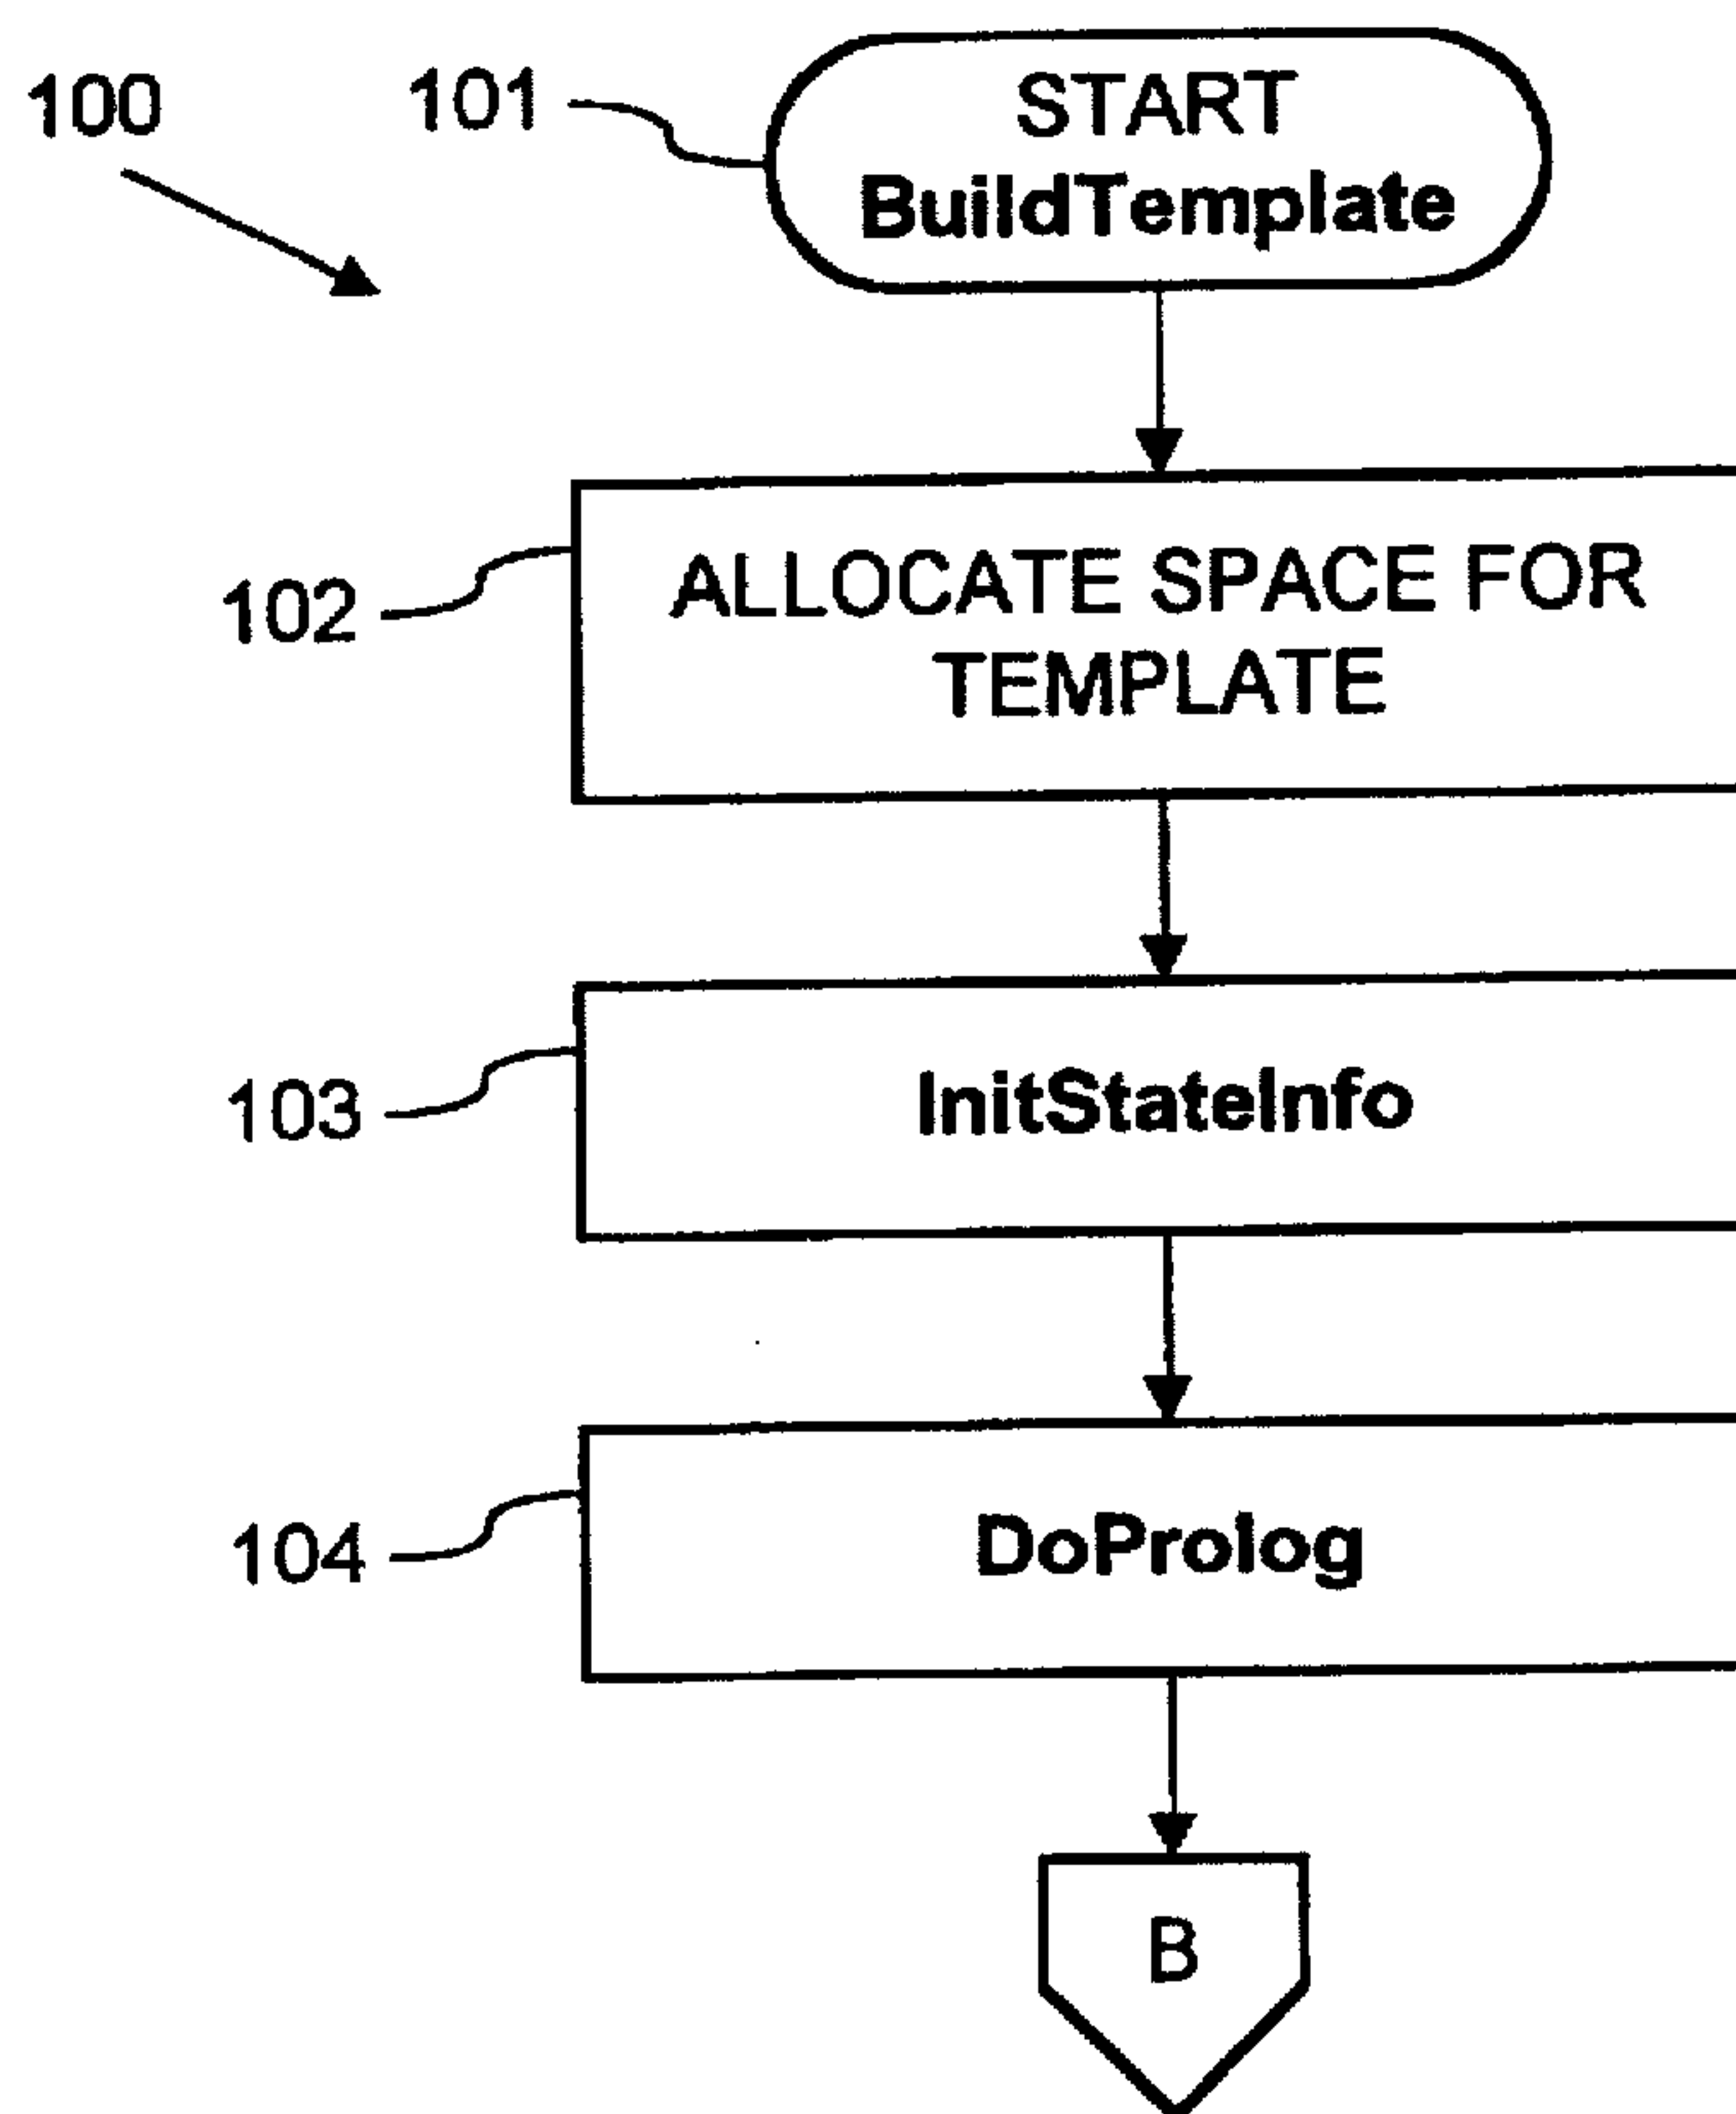 100
101
START
BuildTemplate
102
ALLOCATE SPACE FOR
TEMPLATE
103
InitStateInfo
104
DoProlog
B